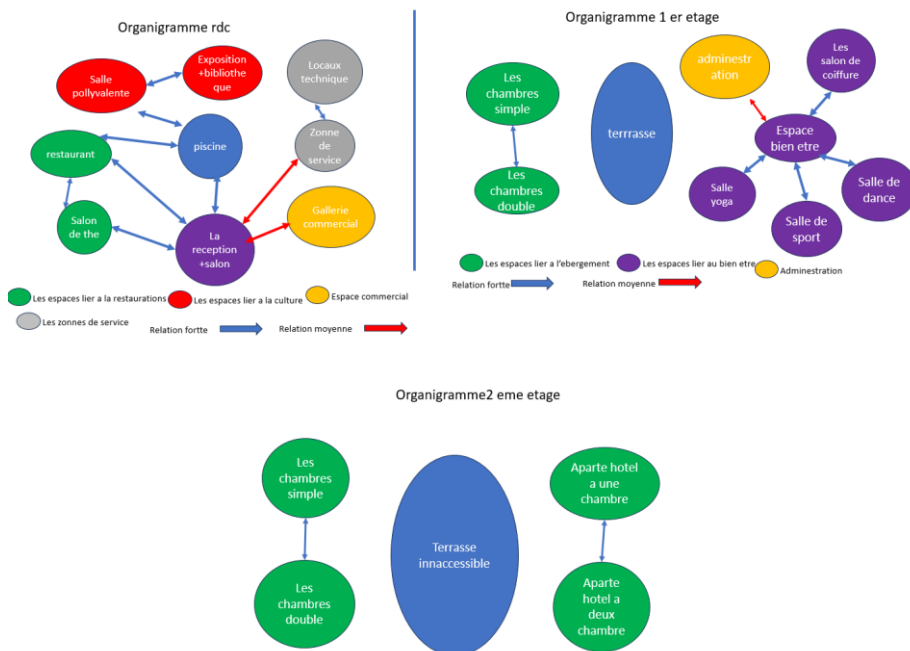 Organigramme rdc
Salle
pollyvalente
Exposition
+bibliothe
que
Locaux
technique
restaurant
piscine
Zonne
de
service
Salon
de the
La
reception
+salon
Gallerie
commercial
Les espaces lier a la restaurations
Les espaces lier a la culture
Espace commercial
Les zonnes de service
Relation fortte
Relation moyenne
Organigramme 1 er etage
Les
chambres
simple
Les
chambres
double
terrrasse
adminestr
ation
Les
salon de
coiffure
Espace
bien etre
Salle
yoga
Salle de
sport
Salle de
dance
Les espaces lier a l'ebergement
Les espaces lier au bien etre
Adminestration
Relation fortte
Relation moyenne
Organigramme2 eme etage
Les
chambres
simple
Les
chambres
double
Terrasse
innaccessible
Aparte hotel
a une
chambre
Aparte
hotel a
deux
chambre